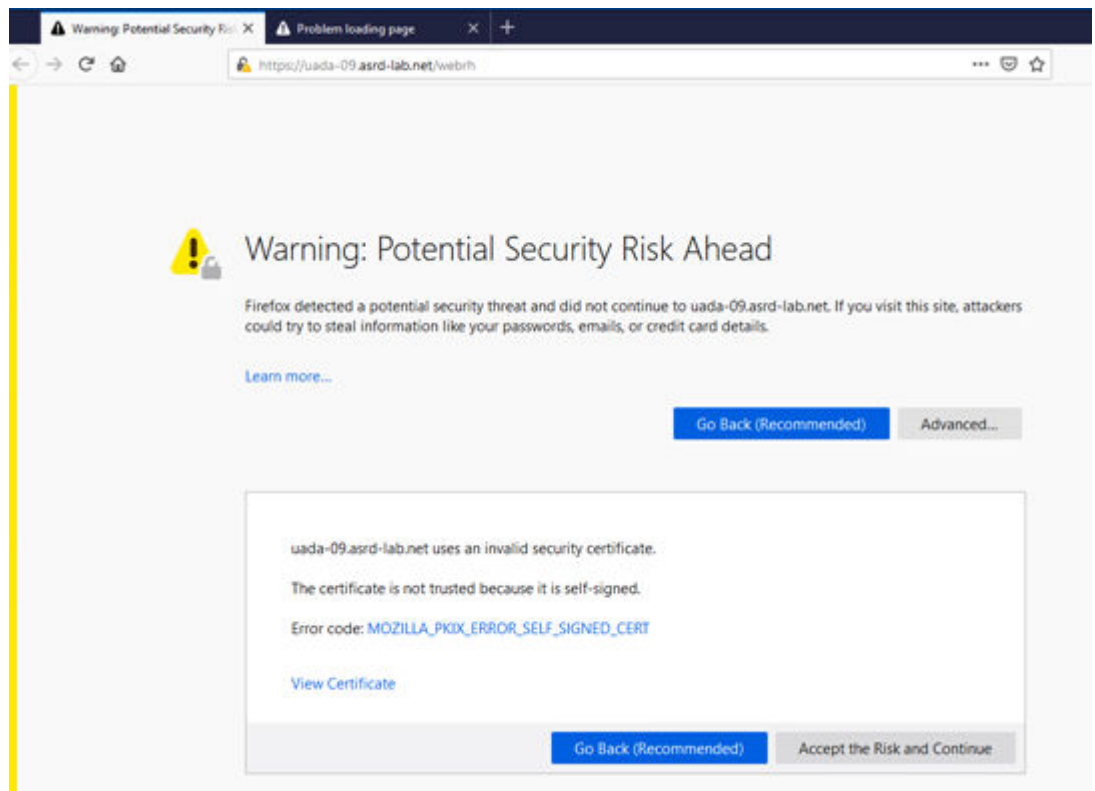 Warning: Potential Security Ris
Problem loading page
https://uada-09.asrd-lab.net/webrh
Warning: Potential Security Risk Ahead
Firefox detected a potential security threat and did not continue to uada-09.asrd-lab.net. If you visit this site, attackers
could try to steal information like your passwords, emails, or credit card details.
Learn more...
Go Back (Recommended)
Advanced...
uada-09.asrd-lab.net uses an invalid security certificate.
The certificate is not trusted because it is self-signed.
Error code: MOZILLA_PKIX_ERROR_SELF_SIGNED_CERT
View Certificate
Go Back (Recommended)
Accept the Risk and Continue